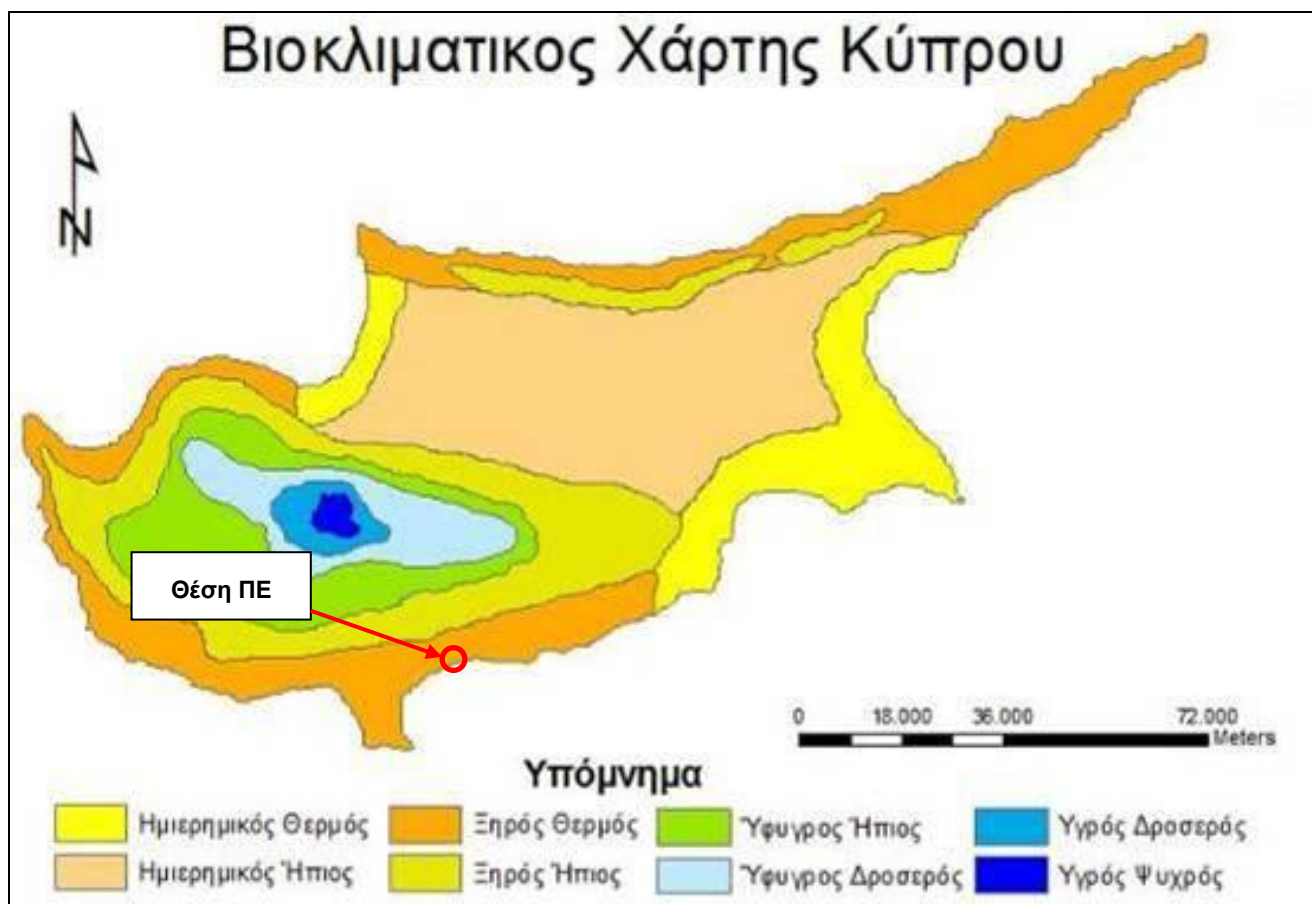 Βιοκλιματικος Χάρτης Κύπρου
N
Θέση ΠΕ
0 18.000 36.000 72.000
Meters
Υπόμνημα
Ημιερημικός Θερμός Ξηρός Θερμός Ύφυγρος Ήπιος Υγρός Δροσερός
Ημιερημικός Ήπιος Ξηρός Ήπιος Ύφυγρος Δροσερός Υγρός Ψυχρός